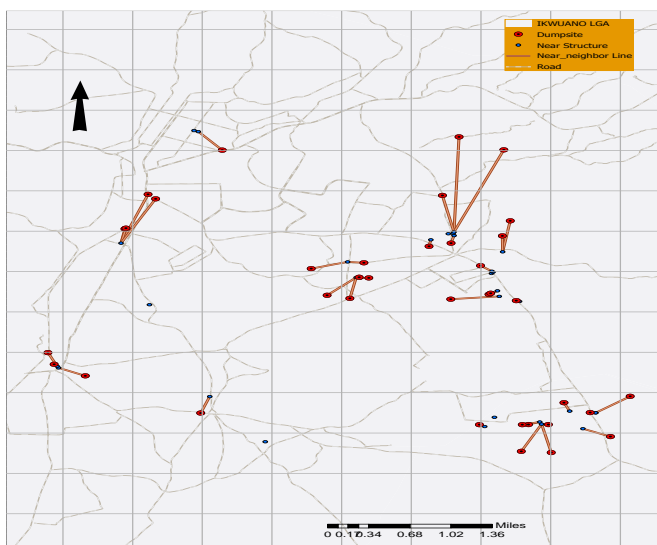 IKWUANO LGA
Dumpsite
Near Structure
Near_neighbor Line
Road
Miles
0 0.17 0.34 0.68 1.02 1.36